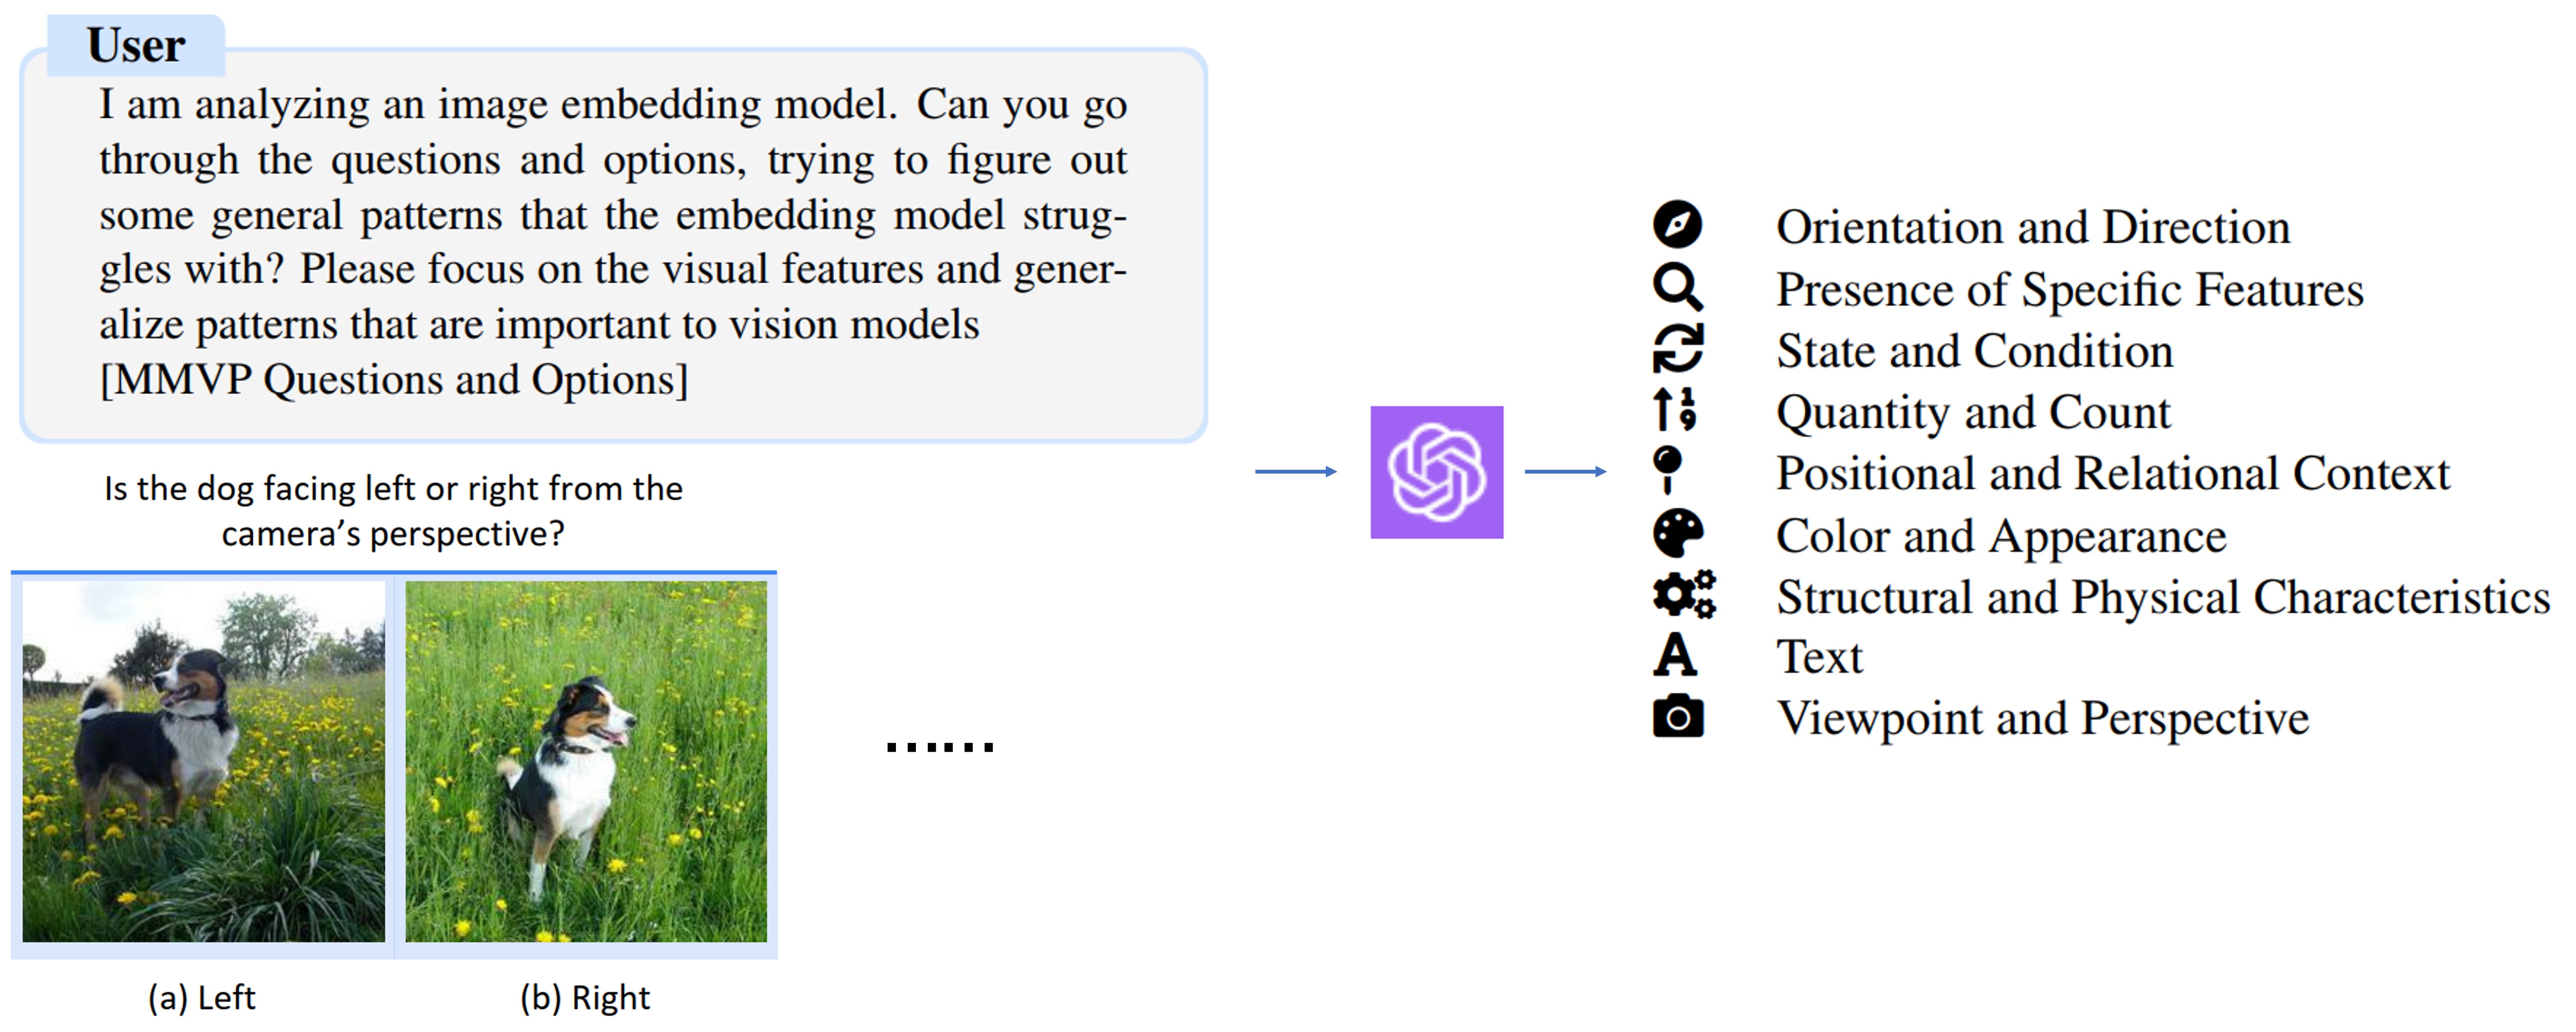 User
I am analyzing an image embedding model. Can you go
through the questions and options, trying to figure out
some general patterns that the embedding model strug-
gles with? Please focus on the visual features and gener-
alize patterns that are important to vision models
[MMVP Questions and Options]
Is the dog facing left or right from the
camera’s perspective?
(a) Left
(b) Right
......
Orientation and Direction
Presence of Specific Features
State and Condition
Quantity and Count
Positional and Relational Context
Color and Appearance
Structural and Physical Characteristics
Text
Viewpoint and Perspective